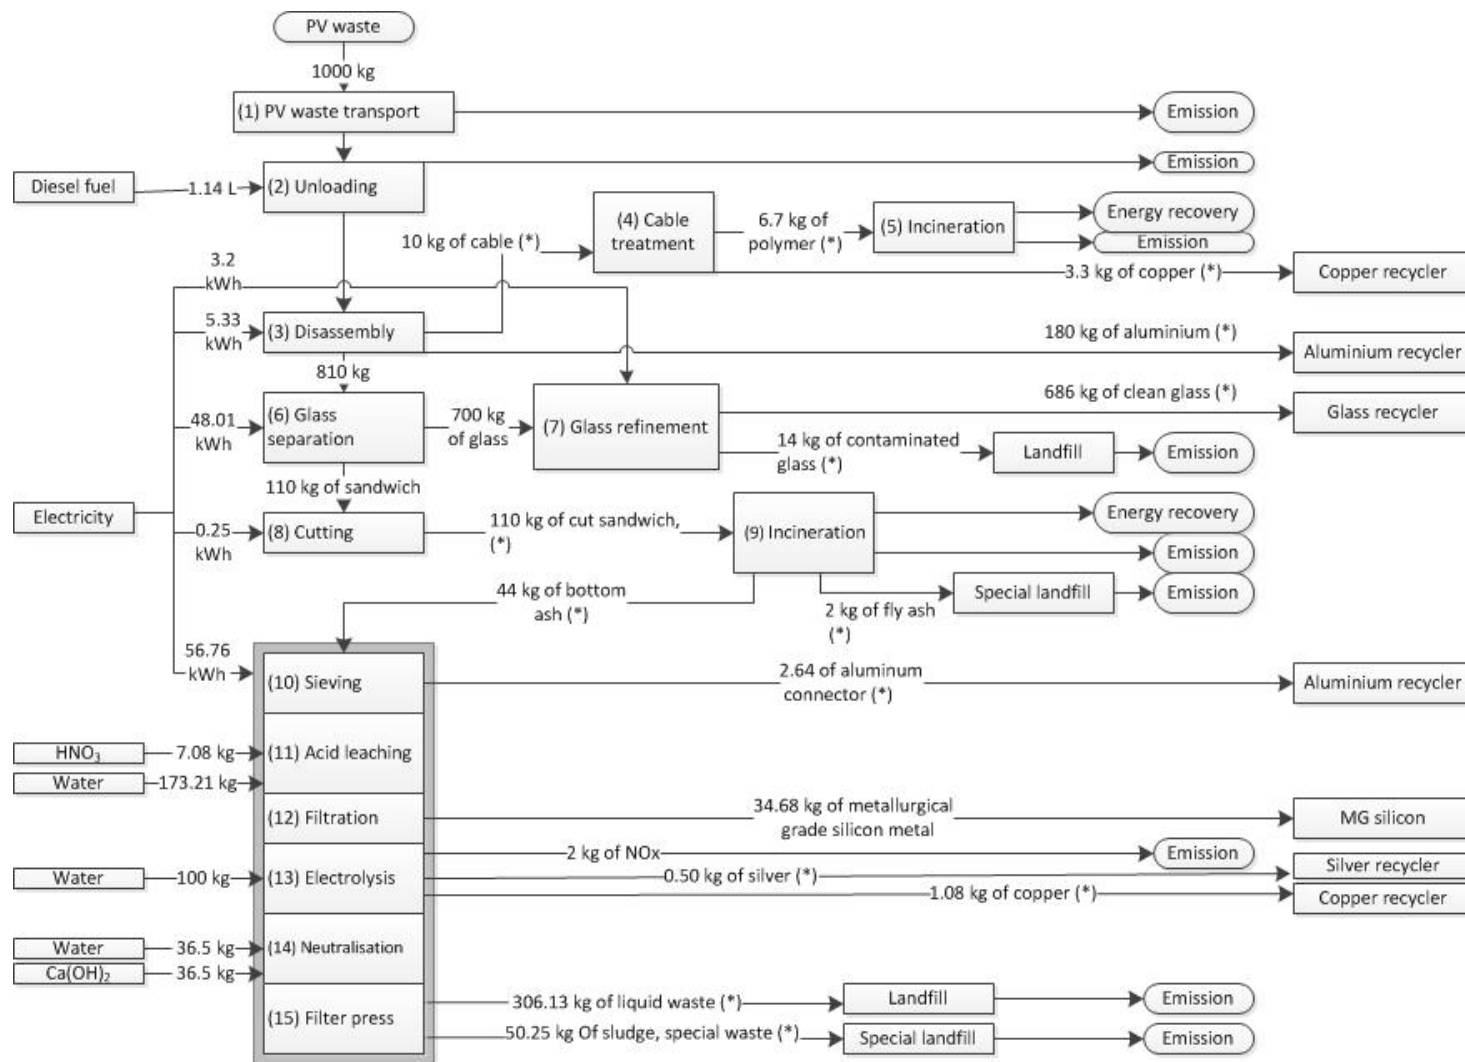 PV waste
1000 kg
(1) PV waste transport
Emission
Diesel fuel
1.14 L
(2) Unloading
Emission
10 kg of cable (*)
(4) Cable
treatment
6.7 kg of
polymer (*)
(5) Incineration
Energy recovery
Emission
3.3 kg of copper (*)
Copper recycler
3.2
kWh
5.33
kWh
(3) Disassembly
180 kg of aluminium (*)
Aluminium recycler
810 kg
48.01
kWh
(6) Glass
separation
700 kg
of glass
(7) Glass refinement
686 kg of clean glass (*)
Glass recycler
14 kg of contaminated
glass (*)
Landfill
Emission
110 kg of sandwich
Electricity
0.25
kWh
(8) Cutting
110 kg of cut sandwich,
(*)
(9) Incineration
Energy recovery
Emission
44 kg of bottom
ash (*)
2 kg of fly ash
(*)
Special landfill
Emission
56.76
kWh
(10) Sieving
2.64 of aluminum
connector (*)
Aluminium recycler
HNO₃
7.08 kg
(11) Acid leaching
Water
173.21 kg
(12) Filtration
34.68 kg of metallurgical
grade silicon metal
MG silicon
2 kg of NOx
Emission
Water
100 kg
(13) Electrolysis
0.50 kg of silver (*)
Silver recycler
1.08 kg of copper (*)
Copper recycler
Water
36.5 kg
(14) Neutralisation
Ca(OH)₂
36.5 kg
(15) Filter press
306.13 kg of liquid waste (*)
Landfill
Emission
50.25 kg Of sludge, special waste (*)
Special landfill
Emission